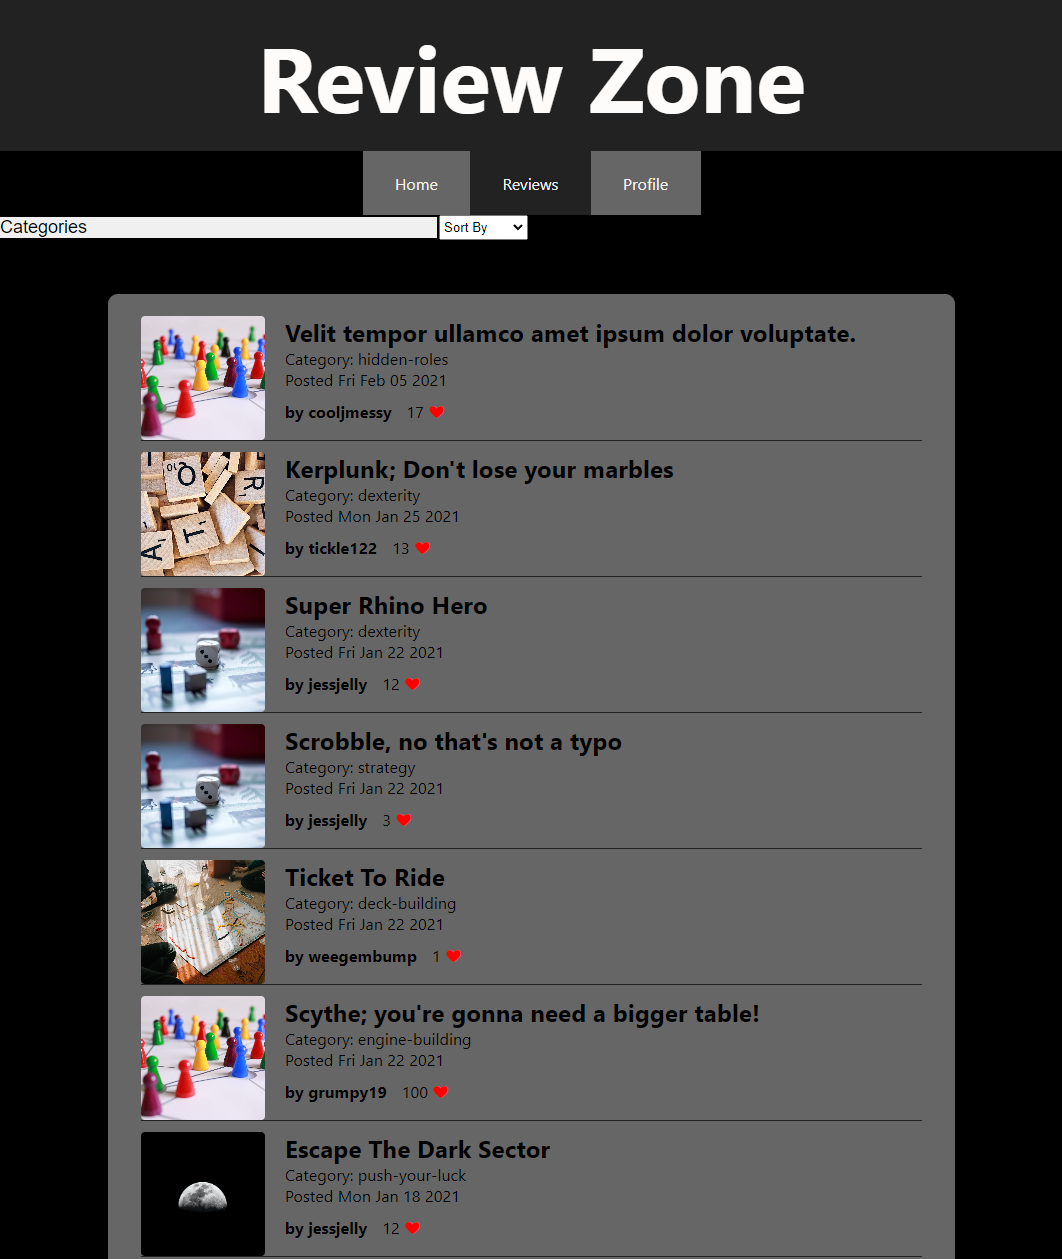 Review Zone
Home Reviews Profile
Categories Sort By
Velit tempor ullamco amet ipsum dolor voluptate.
Category: hidden-roles
Posted Fri Feb 05 2021
by cooljmessy 17
Kerplunk; Don't lose your marbles
Category: dexterity
Posted Mon Jan 25 2021
by tickle122 13
Super Rhino Hero
Category: dexterity
Posted Fri Jan 22 2021
by jessjelly 12
Scrobble, no that's not a typo
Category: strategy
Posted Fri Jan 22 2021
by jessjelly 3
Ticket To Ride
Category: deck-building
Posted Fri Jan 22 2021
by weegembump 1
Scythe; you're gonna need a bigger table!
Category: engine-building
Posted Fri Jan 22 2021
by grumpy19 100
Escape The Dark Sector
Category: push-your-luck
Posted Mon Jan 18 2021
by jessjelly 12